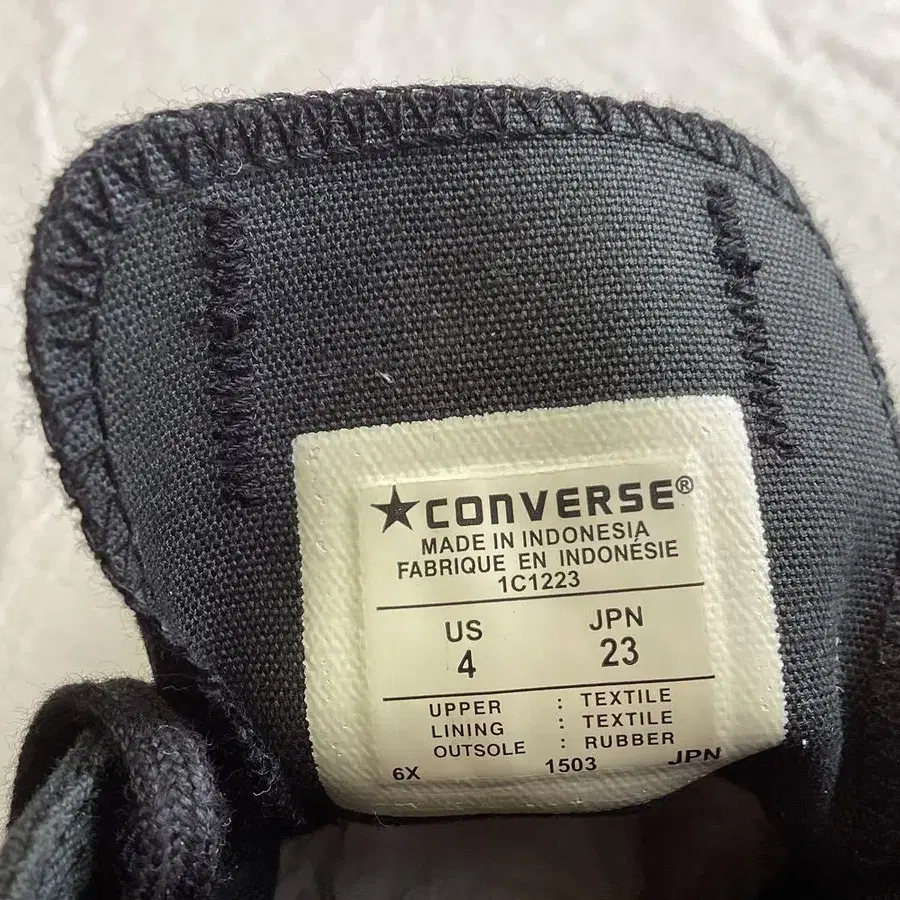 ★CONVERSE®
MADE IN INDONESIA
FABRIQUE EN INDONÉSIE
1C1223
US JPN
4 23
UPPER : TEXTILE
LINING : TEXTILE
OUTSOLE : RUBBER
6X 1503 JPN